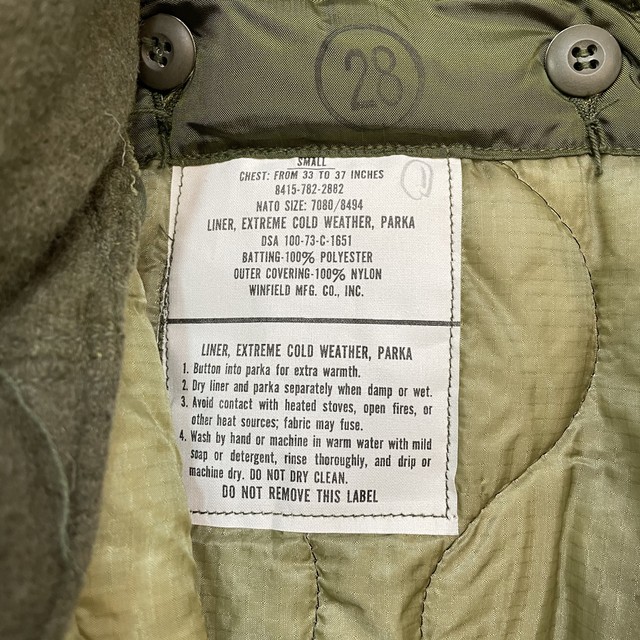 28
SMALL
CHEST: FROM 33 TO 37 INCHES
8415-782-2882
NATO SIZE: 7080/8494
LINER, EXTREME COLD WEATHER, PARKA
DSA 100-73-C-1651
BATTING-100% POLYESTER
OUTER COVERING-100% NYLON
WINFIELD MFG. CO., INC.
LINER, EXTREME COLD WEATHER, PARKA
1. Button into parka for extra warmth.
2. Dry liner and parka separately when damp or wet.
3. Avoid contact with heated stoves, open fires, or
other heat sources; fabric may fuse.
4. Wash by hand or machine in warm water with mild
soap or detergent, rinse thoroughly, and drip or
machine dry. DO NOT DRY CLEAN.
DO NOT REMOVE THIS LABEL